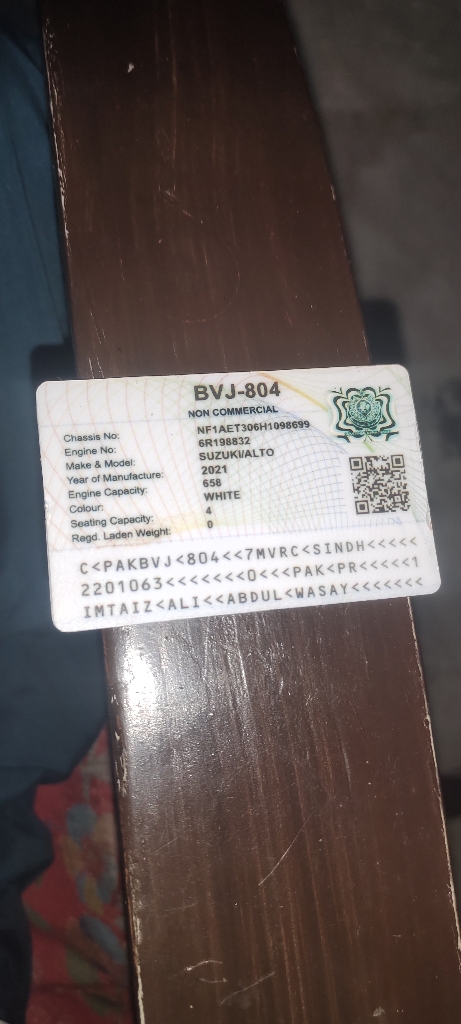 BVJ-804
NON COMMERCIAL
Chassis No: NF1AET306H1098699
Engine No: 6R198832
Make & Model: SUZUKI/ALTO
Year of Manufacture: 2021
Engine Capacity: 658
Colour: WHITE
Seating Capacity: 4
Regd. Laden Weight: 0
C<PAKBVJ<804<<7MVRC<SINDH<<<<<
2201063<<<<<<<0<<<PAK<PR<<<<<1
IMTAIZ<ALI<<ABDUL<WASAY<<<<<<<